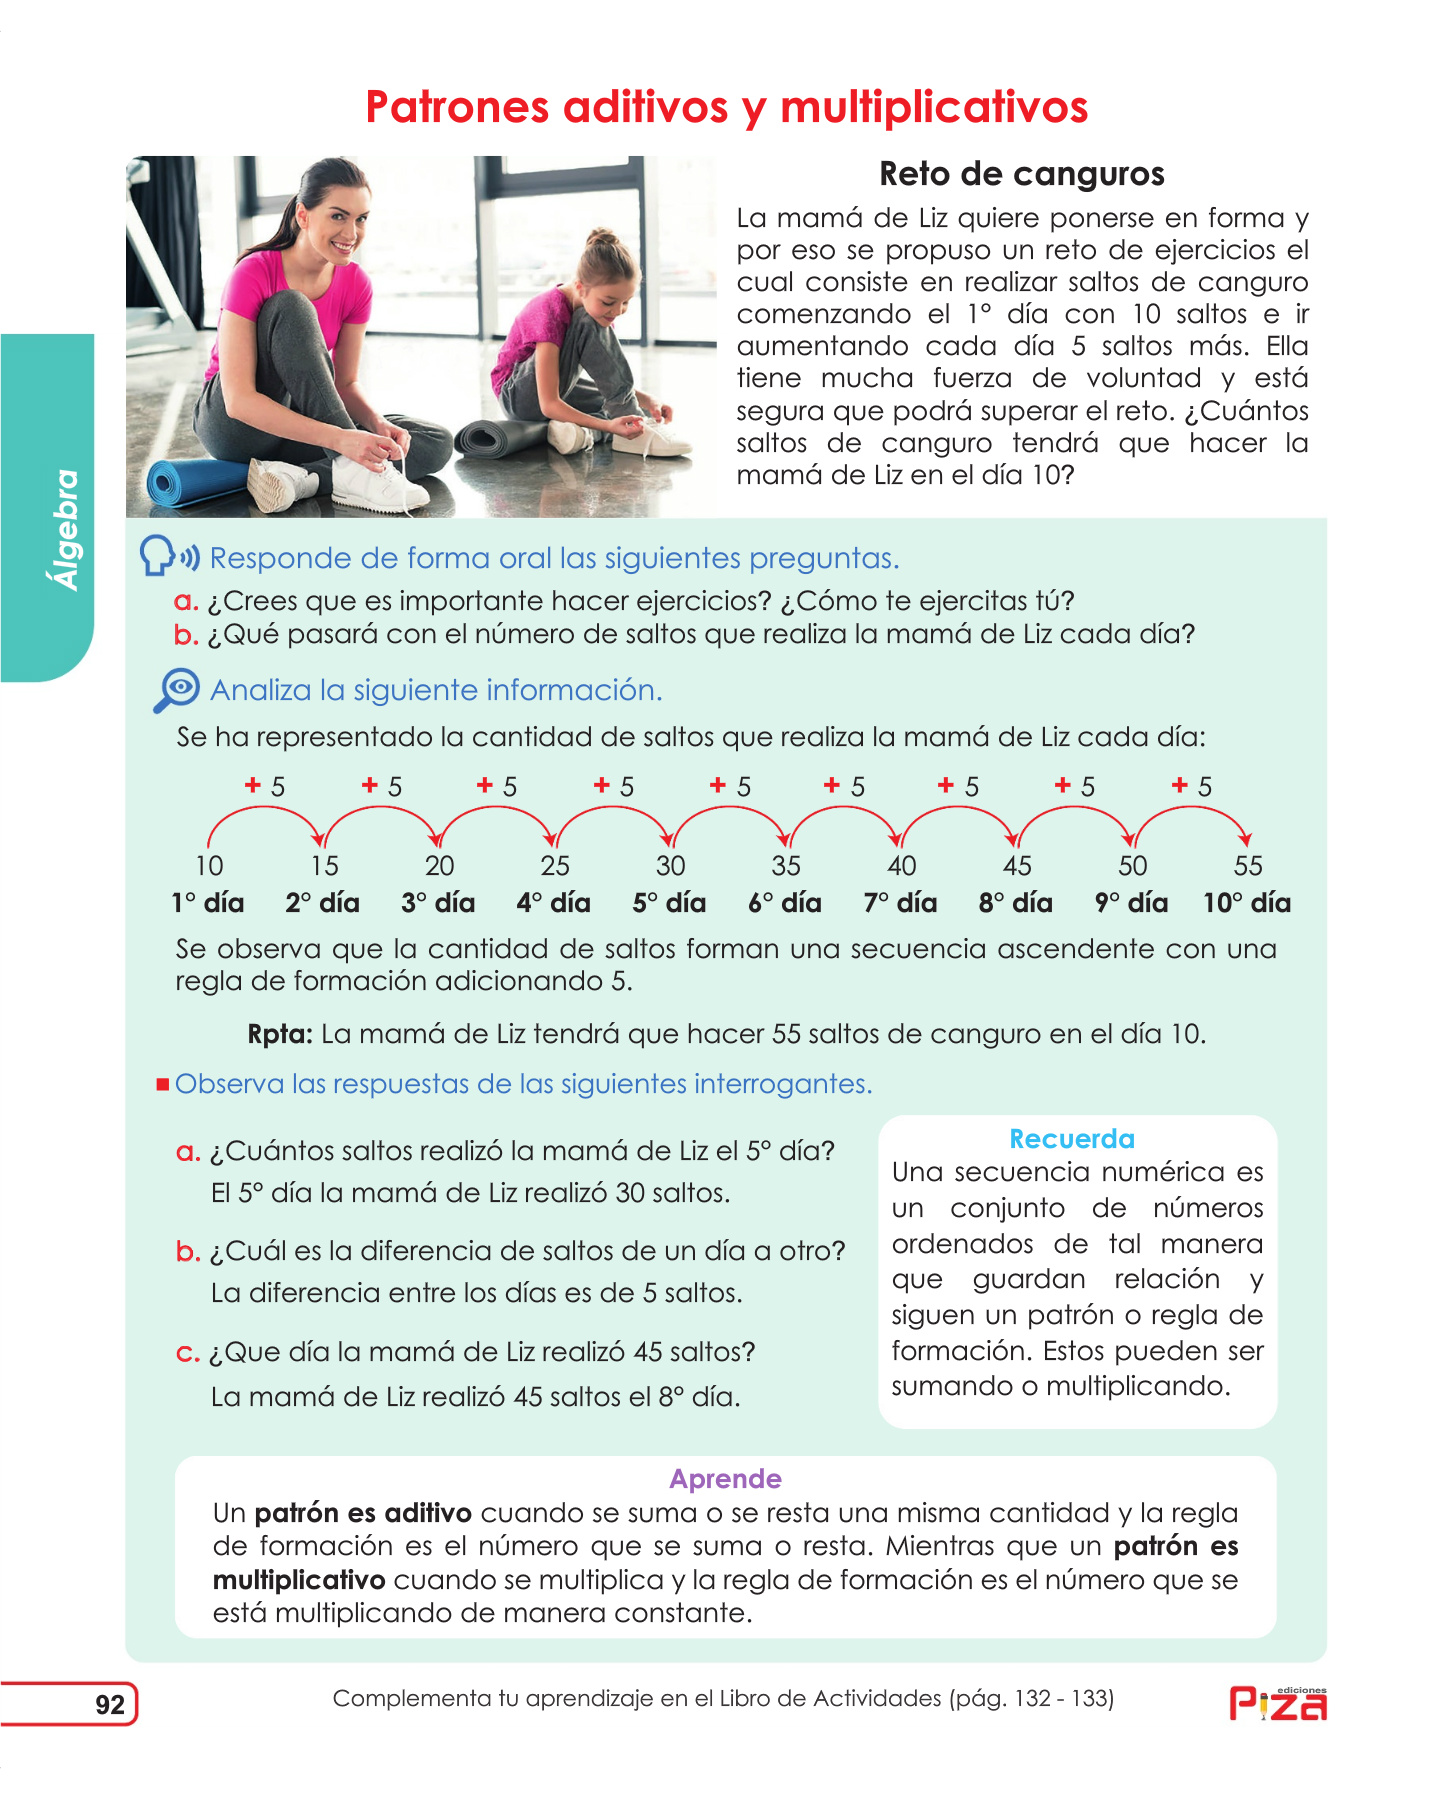 Patrones aditivos y multiplicativos
Reto de canguros
La mamá de Liz quiere ponerse en forma y
por eso se propuso un reto de ejercicios el
cual consiste en realizar saltos de canguro
comenzando el 1° día con 10 saltos e ir
aumentando cada día 5 saltos más. Ella
tiene mucha fuerza de voluntad y está
segura que podrá superar el reto. ¿Cuántos
saltos de canguro tendrá que hacer la
mamá de Liz en el día 10?
Álgebra
Responde de forma oral las siguientes preguntas.
a. ¿Crees que es importante hacer ejercicios? ¿Cómo te ejercitas tú?
b. ¿Qué pasará con el número de saltos que realiza la mamá de Liz cada día?
Analiza la siguiente información.
Se ha representado la cantidad de saltos que realiza la mamá de Liz cada día:
+ 5 + 5 + 5 + 5 + 5 + 5 + 5 + 5 + 5
10 15 20 25 30 35 40 45 50 55
1° día 2° día 3° día 4° día 5° día 6° día 7° día 8° día 9° día 10° día
Se observa que la cantidad de saltos forman una secuencia ascendente con una
regla de formación adicionando 5.
Rpta: La mamá de Liz tendrá que hacer 55 saltos de canguro en el día 10.
Observa las respuestas de las siguientes interrogantes.
a. ¿Cuántos saltos realizó la mamá de Liz el 5° día?
El 5° día la mamá de Liz realizó 30 saltos.
b. ¿Cuál es la diferencia de saltos de un día a otro?
La diferencia entre los días es de 5 saltos.
c. ¿Que día la mamá de Liz realizó 45 saltos?
La mamá de Liz realizó 45 saltos el 8° día.
Recuerda
Una secuencia numérica es
un conjunto de números
ordenados de tal manera
que guardan relación y
siguen un patrón o regla de
formación. Estos pueden ser
sumando o multiplicando.
Aprende
Un patrón es aditivo cuando se suma o se resta una misma cantidad y la regla
de formación es el número que se suma o resta. Mientras que un patrón es
multiplicativo cuando se multiplica y la regla de formación es el número que se
está multiplicando de manera constante.
92
Complementa tu aprendizaje en el Libro de Actividades (pág. 132 - 133)
ediciones
Piza